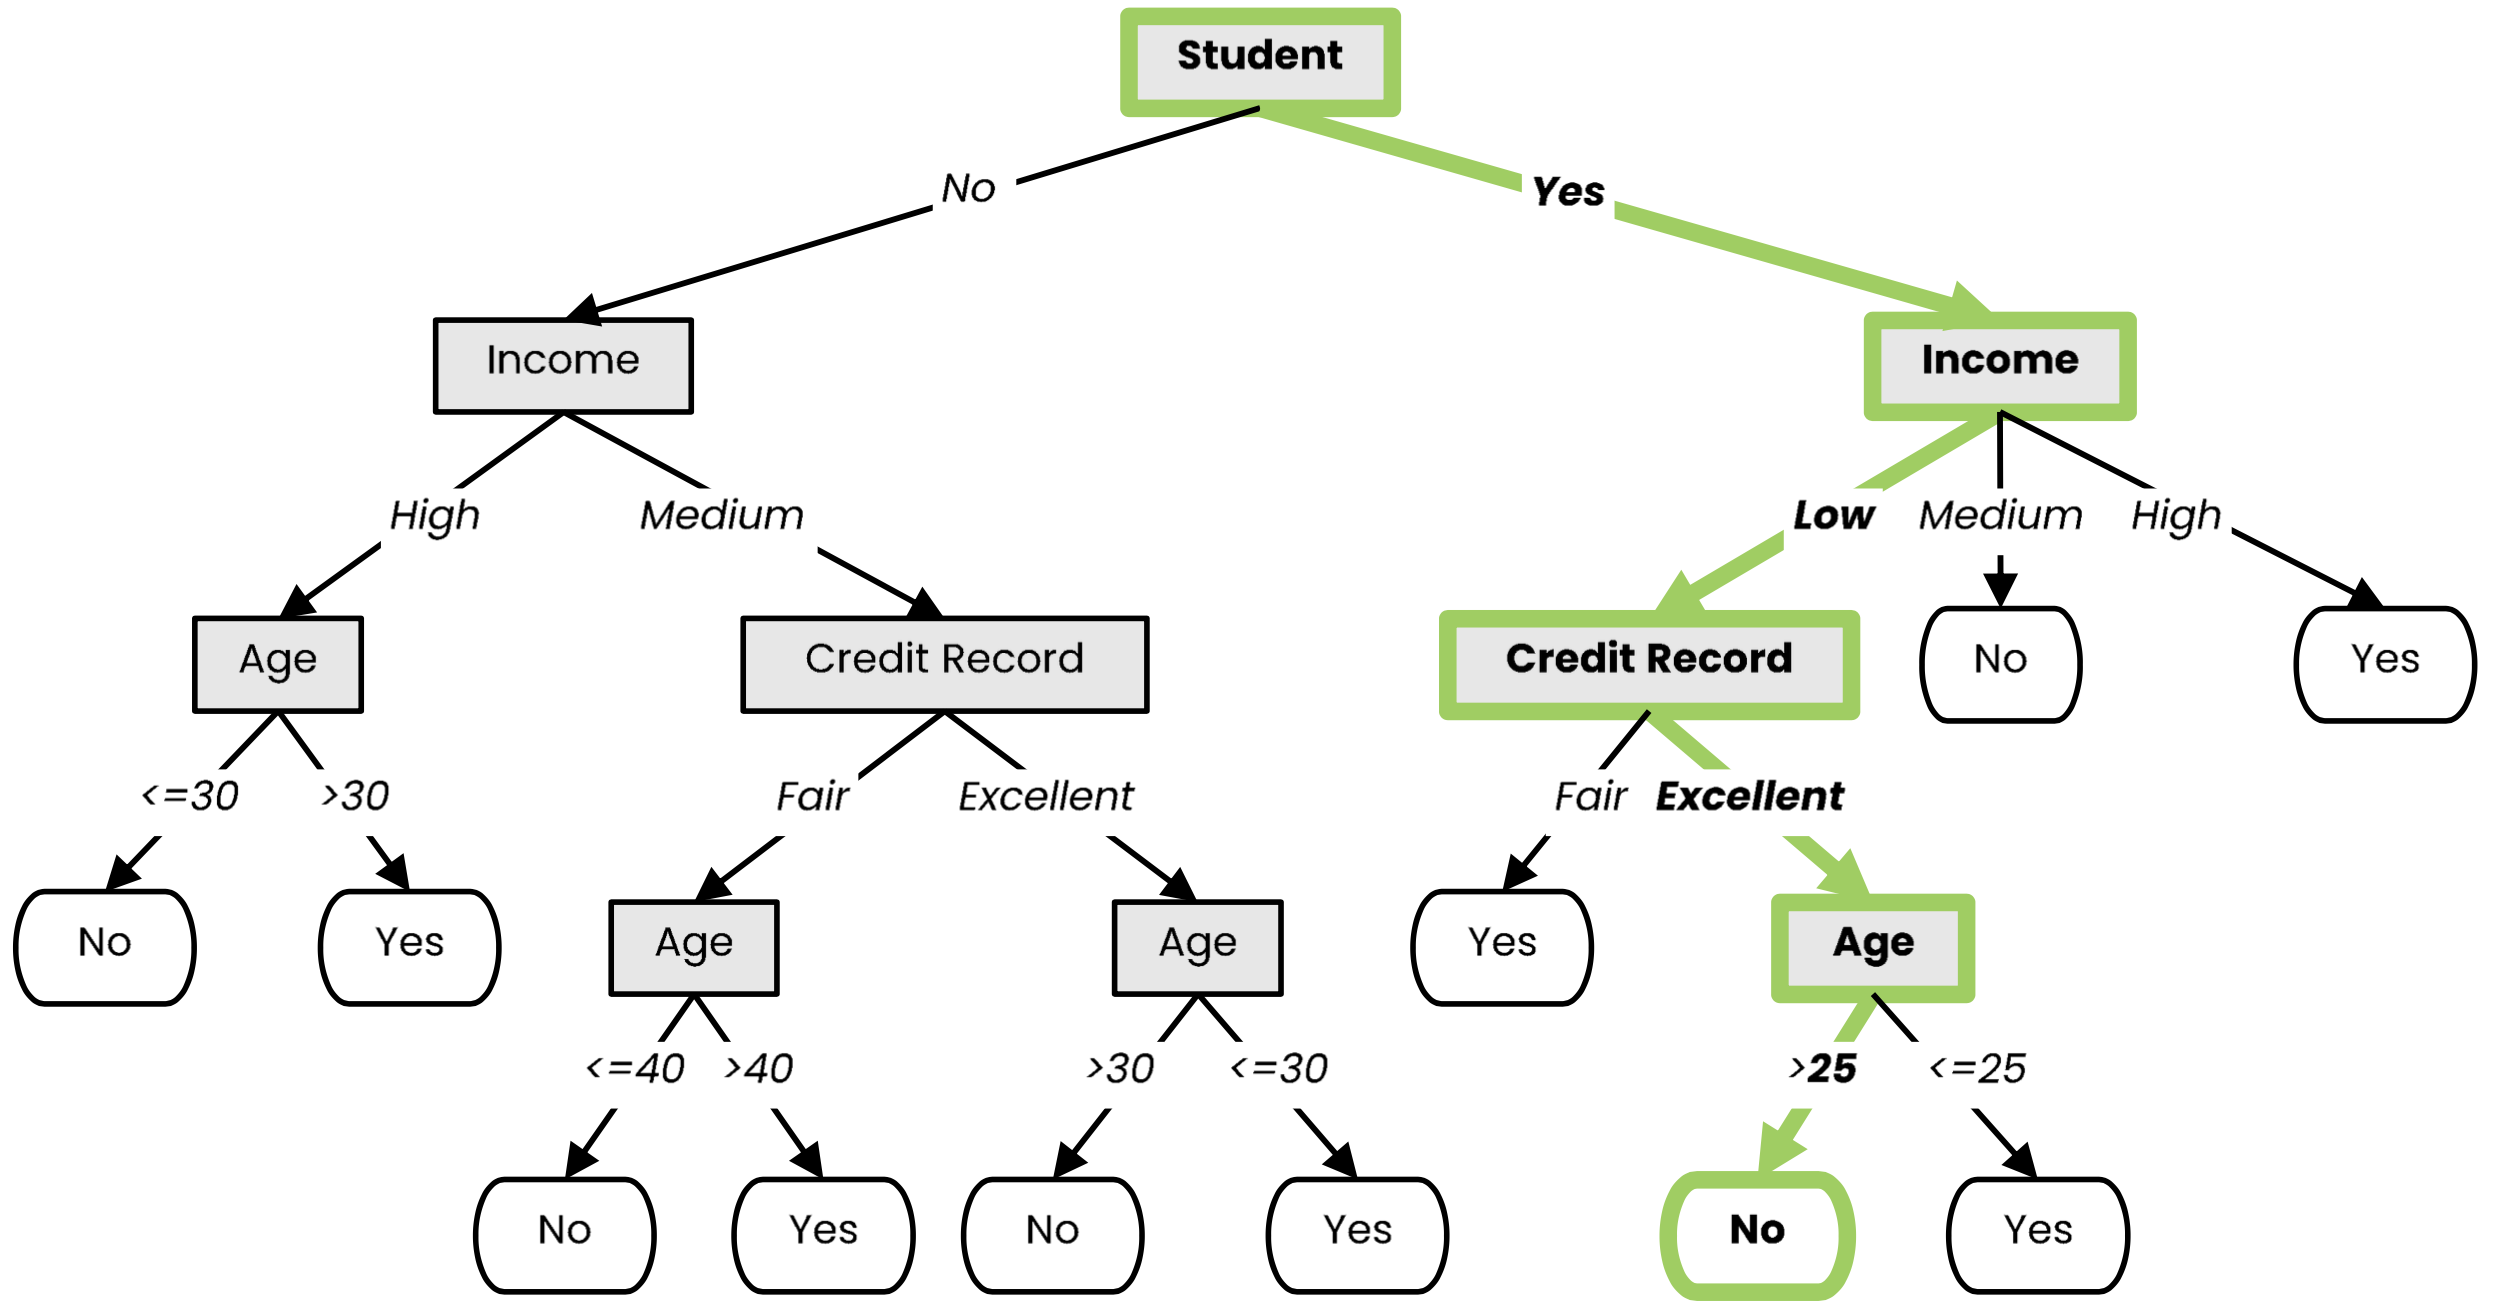 Student
No
Yes
Income
Income
High
Medium
Low
Medium
High
Age
Credit Record
Credit Record
No
Yes
<=30
>30
Fair
Excellent
Fair
Excellent
No
Yes
Age
Age
Yes
Age
<=40
>40
>30
<=30
>25
<=25
No
Yes
No
Yes
No
Yes